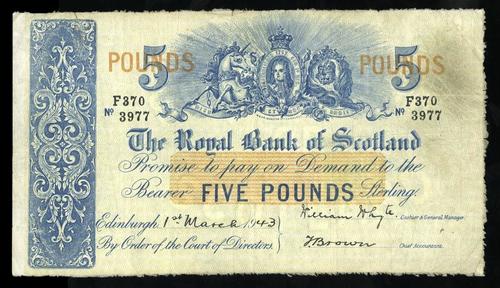 5 POUNDS POUNDS 5
F370 F370
Nº 3977 Nº 3977
The Royal Bank of Scotland
Promise to pay on Demand to the
Bearer FIVE POUNDS Sterling.
Edinburgh, 1st March 1943 William Whyte Cashier & General Manager.
By Order of the Court of Directors. J Brown Chief Accountant.